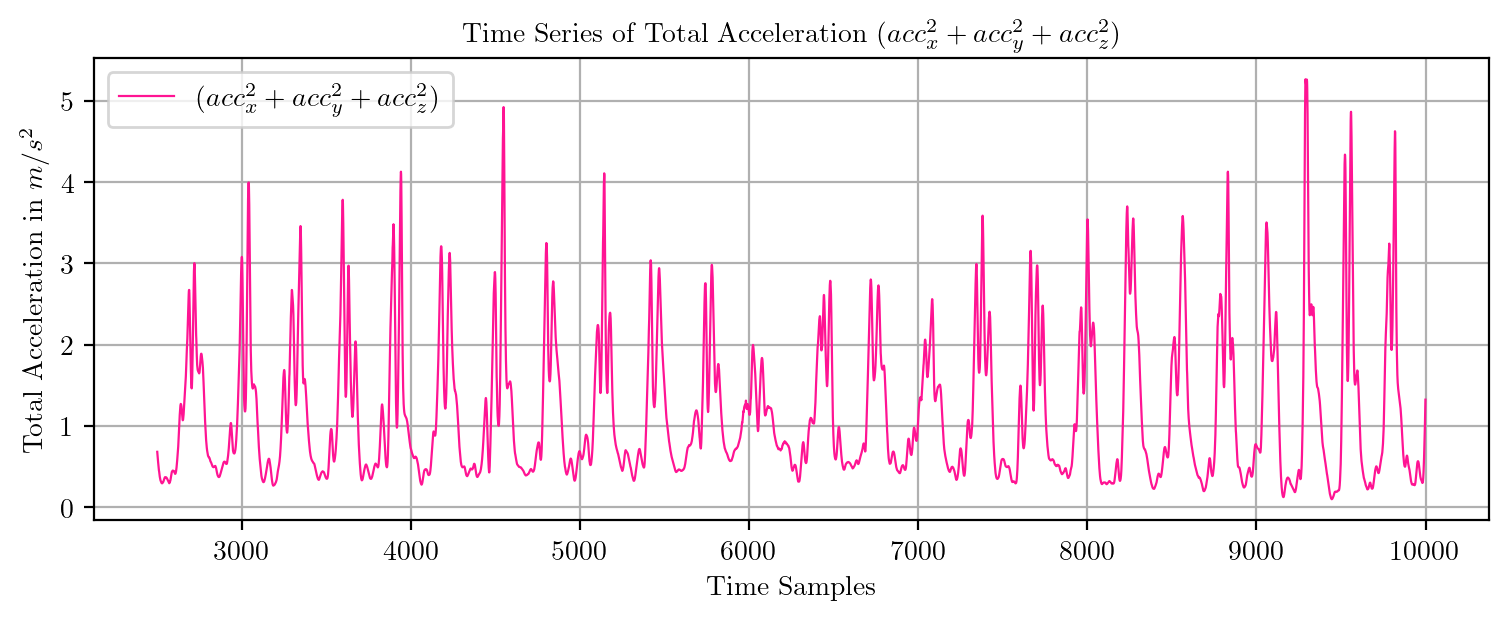 Time Series of Total Acceleration $(acc_x^2 + acc_y^2 + acc_z^2)$
$(acc_x^2 + acc_y^2 + acc_z^2)$
Total Acceleration in $m/s^2$
5
4
3
2
1
0
3000 4000 5000 6000 7000 8000 9000 10000
Time Samples